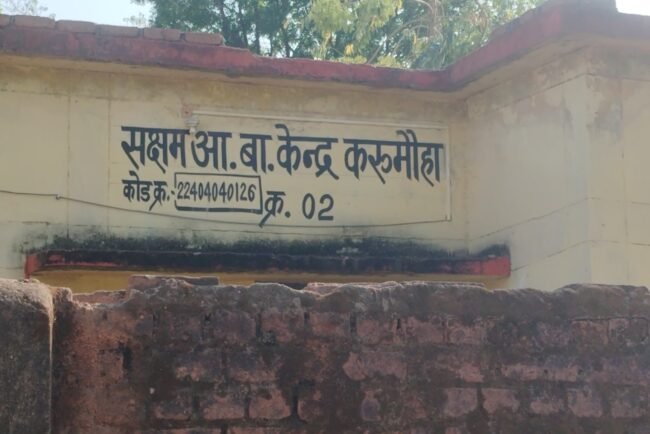 सक्षम आ. बा. केन्द्र करूमौहा
कोड क्र.- 22404040126 क्र. 02